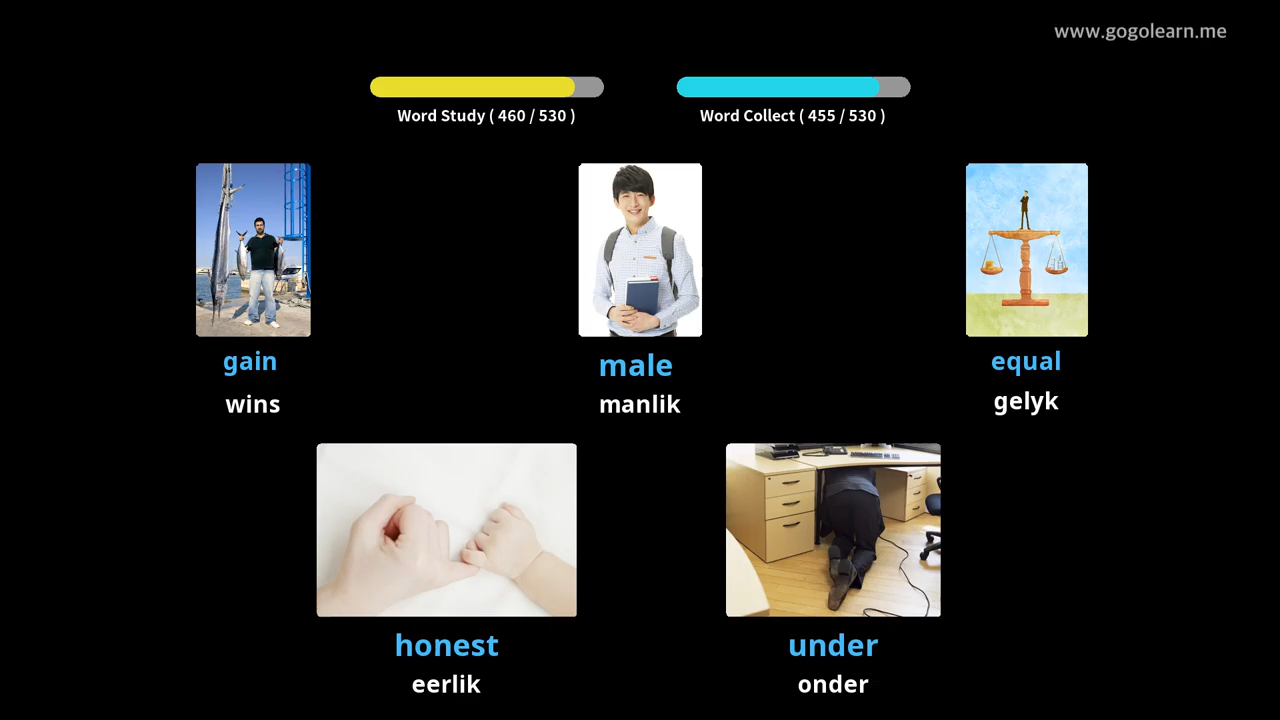 www.gogolearn.me
Word Study ( 460 / 530 )
Word Collect ( 455 / 530 )
gain
wins
male
manlik
equal
gelyk
honest
eerlik
under
onder